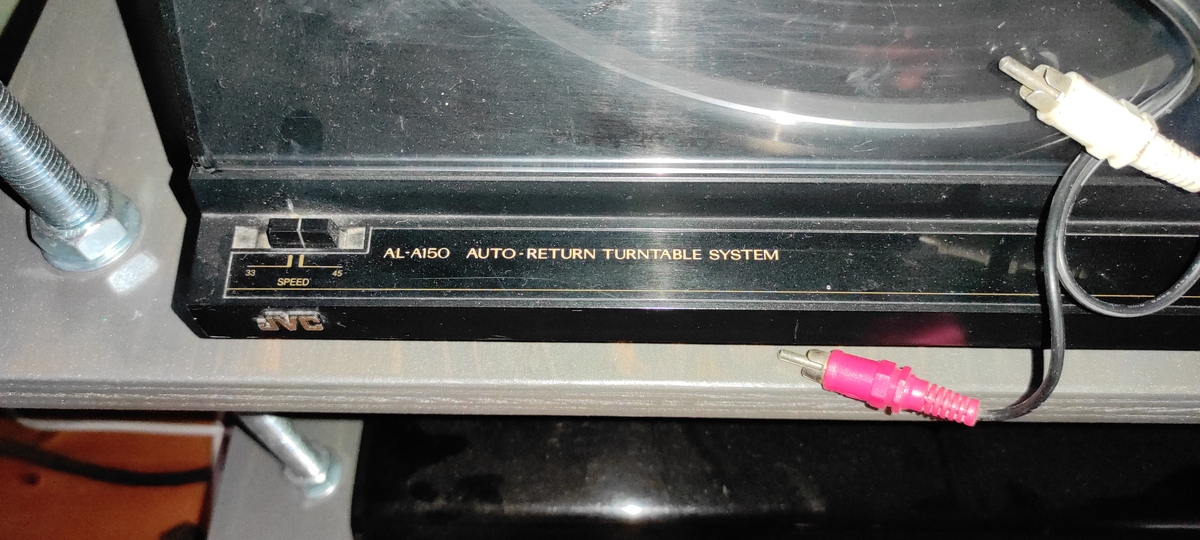 AL-A150 AUTO-RETURN TURNTABLE SYSTEM
33 45
SPEED
JVC